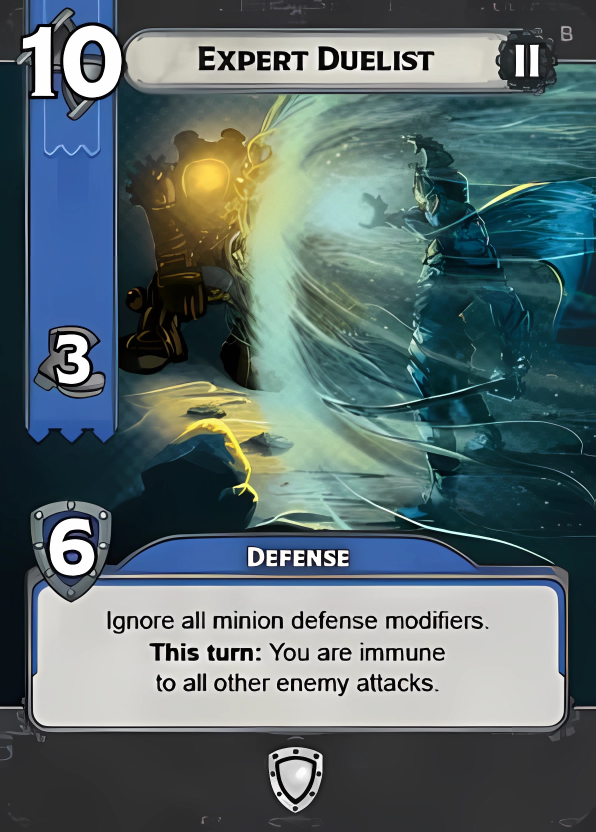 10
EXPERT DUELIST
II
B
3
6
DEFENSE
Ignore all minion defense modifiers.
This turn: You are immune
to all other enemy attacks.